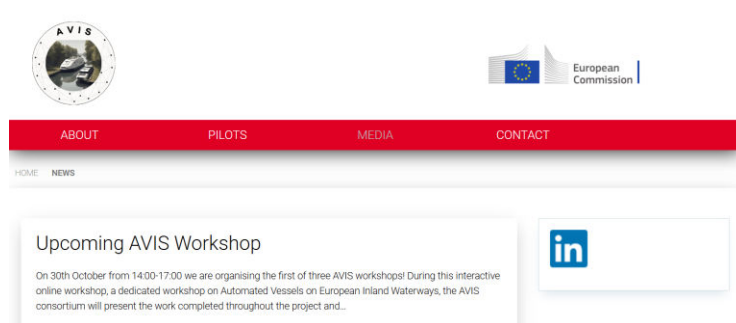 AVIS
European
Commission
ABOUT PILOTS MEDIA CONTACT
HOME NEWS
Upcoming AVIS Workshop
in
On 30th October from 14:00-17:00 we are organising the first of three AVIS workshops! During this interactive
online workshop, a dedicated workshop on Automated Vessels on European Inland Waterways, the AVIS
consortium will present the work completed throughout the project and...